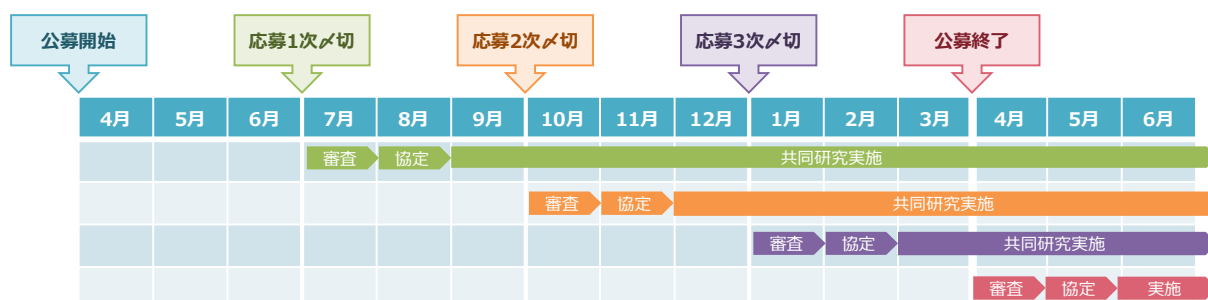 公募開始 応募1次〆切 応募2次〆切 応募3次〆切 公募終了
4月 5月 6月 7月 8月 9月 10月 11月 12月 1月 2月 3月 4月 5月 6月
審査 協定 共同研究実施
審査 協定 共同研究実施
審査 協定 共同研究実施
審査 協定 実施